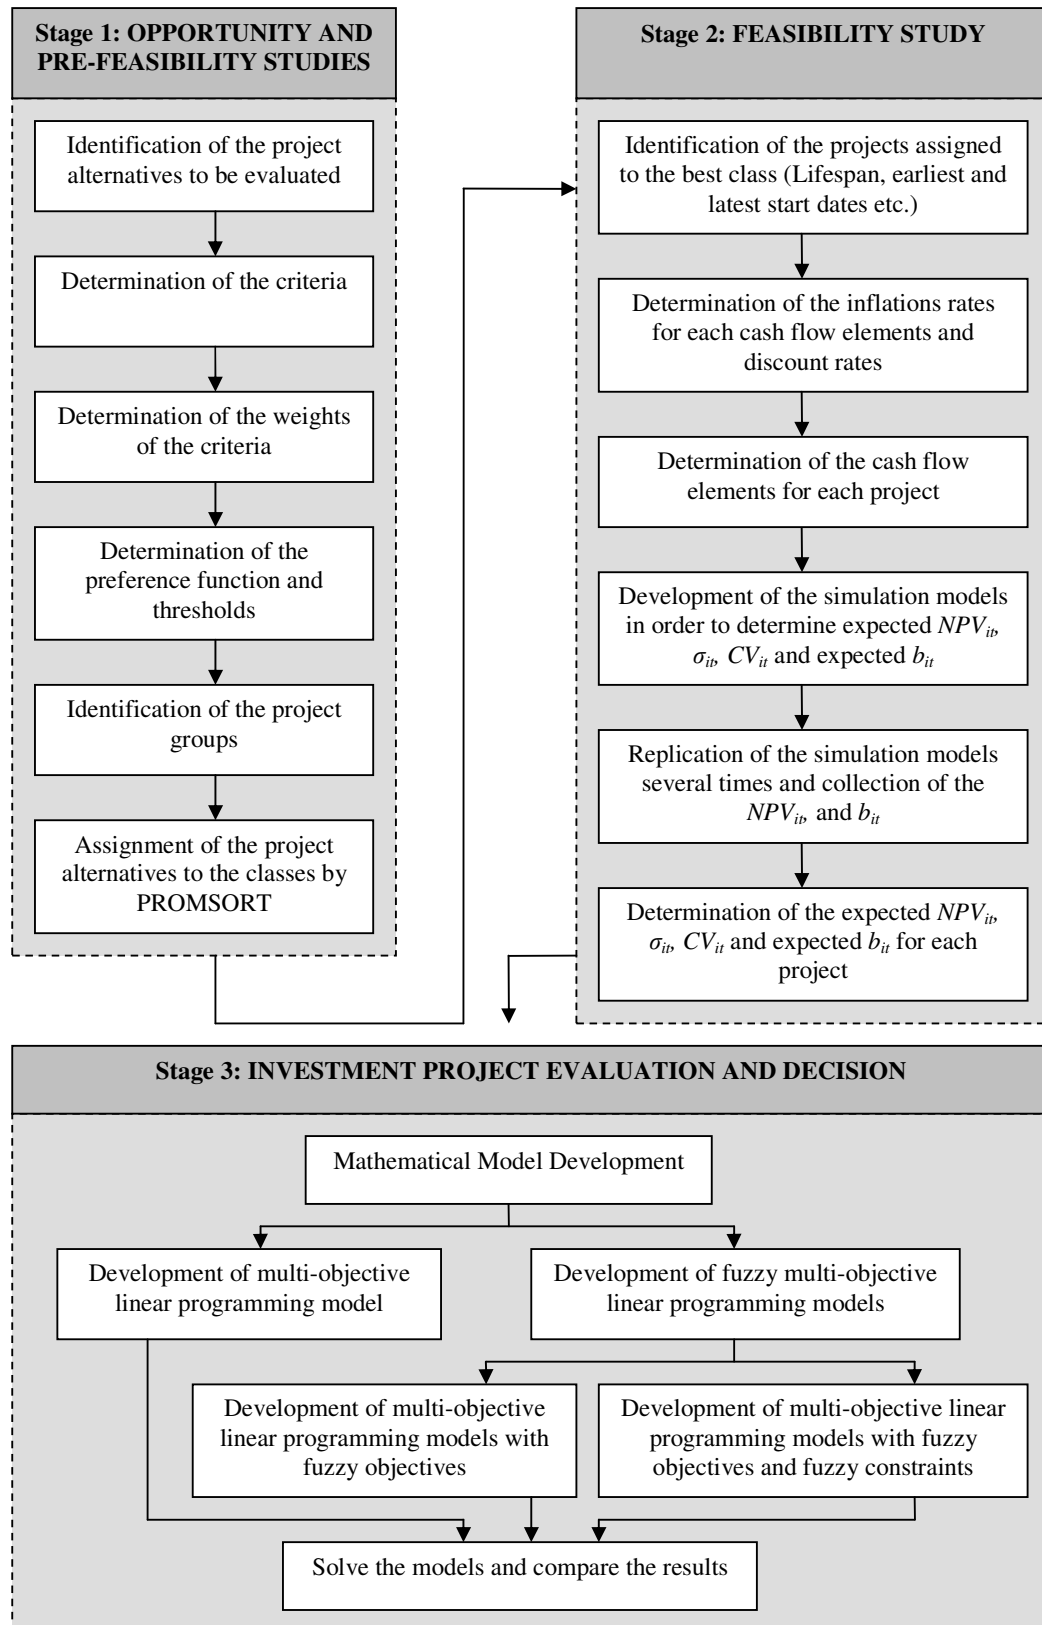 Stage 1: OPPORTUNITY AND
PRE-FEASIBILITY STUDIES
Identification of the project
alternatives to be evaluated
Determination of the criteria
Determination of the weights
of the criteria
Determination of the
preference function and
thresholds
Identification of the project
groups
Assignment of the project
alternatives to the classes by
PROMSORT
Stage 2: FEASIBILITY STUDY
Identification of the projects assigned
to the best class (Lifespan, earliest and
latest start dates etc.)
Determination of the inflations rates
for each cash flow elements and
discount rates
Determination of the cash flow
elements for each project
Development of the simulation models
in order to determine expected NPVit,
σit, CVit and expected bit
Replication of the simulation models
several times and collection of the
NPVit, and bit
Determination of the expected NPVit,
σit, CVit and expected bit for each
project
Stage 3: INVESTMENT PROJECT EVALUATION AND DECISION
Mathematical Model Development
Development of multi-objective
linear programming model
Development of fuzzy multi-objective
linear programming models
Development of multi-objective
linear programming models with
fuzzy objectives
Development of multi-objective linear
programming models with fuzzy
objectives and fuzzy constraints
Solve the models and compare the results